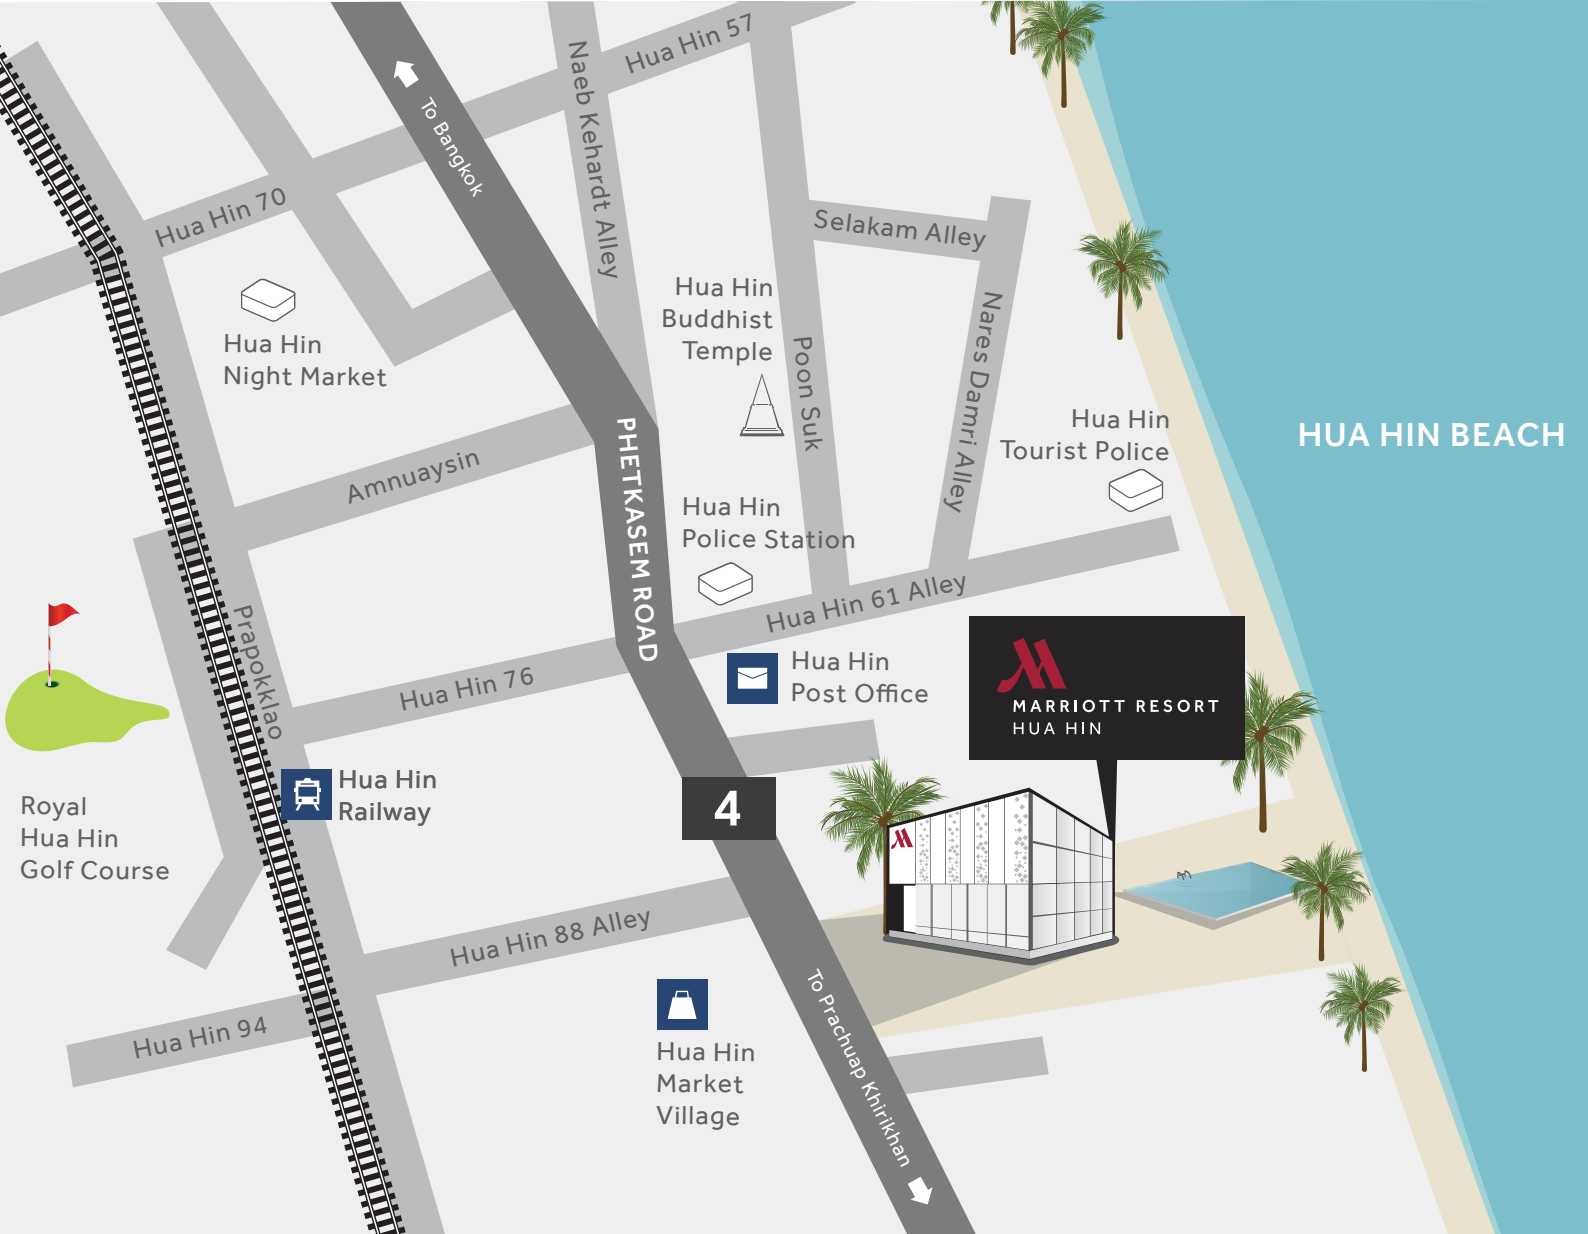 Hua Hin 57
Naeb Kehardt Alley
To Bangkok
Hua Hin 70
Selakam Alley
Hua Hin
Buddhist
Temple
Nares Damri Alley
Hua Hin
Night Market
Poon Suk
Hua Hin
Tourist Police
HUA HIN BEACH
Amnuaysin
PHETKASEM ROAD
Hua Hin
Police Station
Hua Hin 61 Alley
Prapokklao
Hua Hin 76
Hua Hin
Post Office
MARRIOTT RESORT
HUA HIN
Royal
Hua Hin
Golf Course
Hua Hin
Railway
4
Hua Hin 88 Alley
Hua Hin 94
To Prachuap Khirikhan
Hua Hin
Market
Village